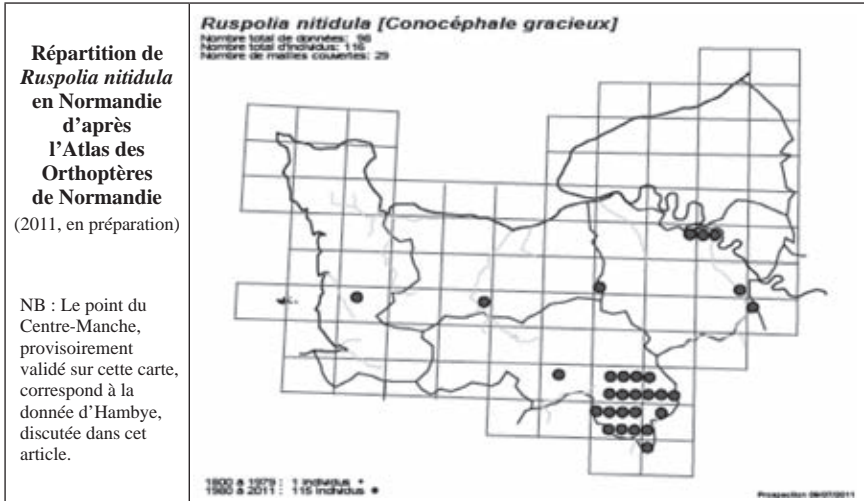 Répartition de
Ruspolia nitidula
en Normandie
d'après
l'Atlas des
Orthoptères
de Normandie
(2011, en préparation)
NB : Le point du
Centre-Manche,
provisoirement
validé sur cette carte,
correspond à la
donnée d'Hambye,
discutée dans cet
article.
Ruspolia nitidula [Conocéphale gracieux]
Nombre total de données: 98
Nombre total d'individus: 116
Nombre de mailles couvertes: 29
1800 à 1979 : 1 individus
1980 à 2011 : 115 individus
Prospection 09/07/2011